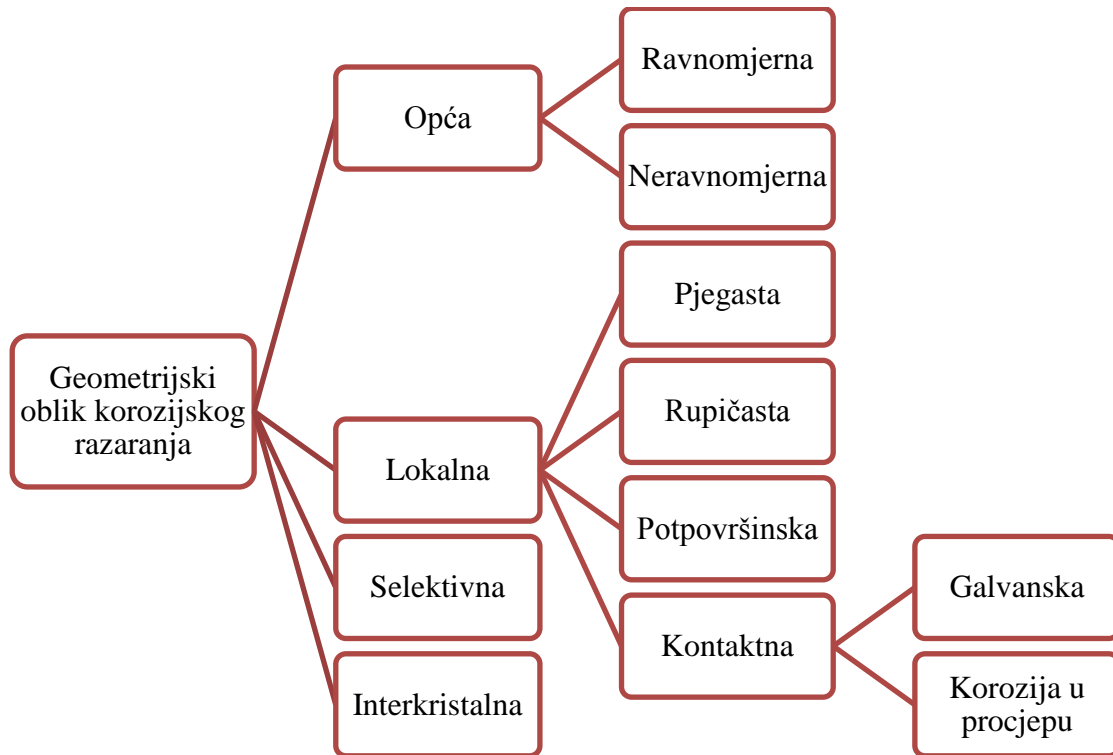 Geometrijski
oblik korozijskog
razaranja
Opća
Ravnomjerna
Neravnomjerna
Lokalna
Pjegasta
Rupičasta
Potpovršinska
Kontaktna
Galvanska
Korozija u
procjepu
Selektivna
Interkristalna